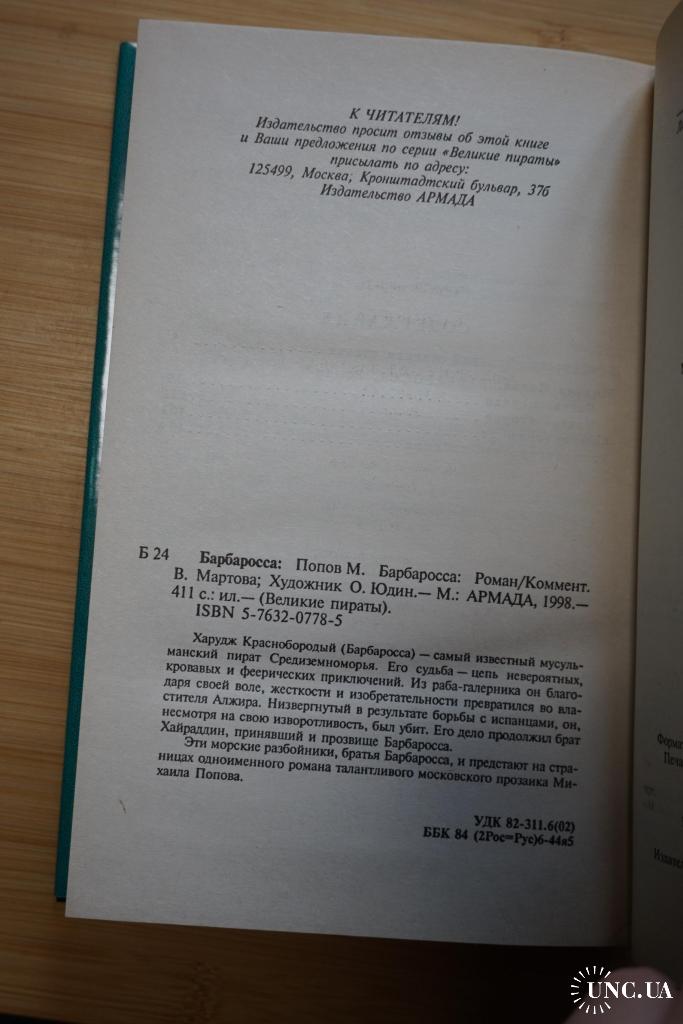 К ЧИТАТЕЛЯМ!
Издательство просит отзывы об этой книге
и Ваши предложения по серии «Великие пираты»
присылать по адресу:
125499, Москва; Кронштадтский бульвар, 37б
Издательство АРМАДА
Б 24 Барбаросса: Попов М. Барбаросса: Роман/Коммент.
В. Мартова; Художник О. Юдин.— М.: АРМАДА, 1998.—
411 с.: ил.— (Великие пираты).
ISBN 5-7632-0778-5
Харудж Краснобородый (Барбаросса) — самый известный мусуль-
манский пират Средиземноморья. Его судьба — цепь невероятных,
кровавых и феерических приключений. Из раба-галерника он благо-
даря своей воле, жесткости и изобретательности превратился во вла-
стителя Алжира. Низвергнутый в результате борьбы с испанцами, он,
несмотря на свою изворотливость, был убит. Его дело продолжил брат
Хайраддин, принявший и прозвище Барбаросса.
Эти морские разбойники, братья Барбаросса, и предстают на стра-
ницах одноименного романа талантливого московского прозаика Ми-
хаила Попова.
УДК 82-311.6(02)
ББК 84 (2Рос=Рус)6-44я5
Форма
Печа
Издател
UNC.UA